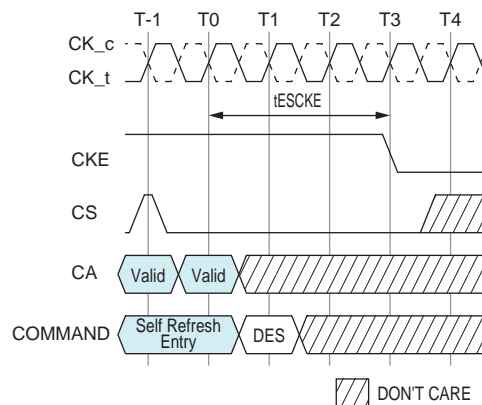 T-1 T0 T1 T2 T3 T4
CK_c
CK_t
tESCKE
CKE
CS
CA Valid Valid
COMMAND Self Refresh
Entry DES
DON'T CARE